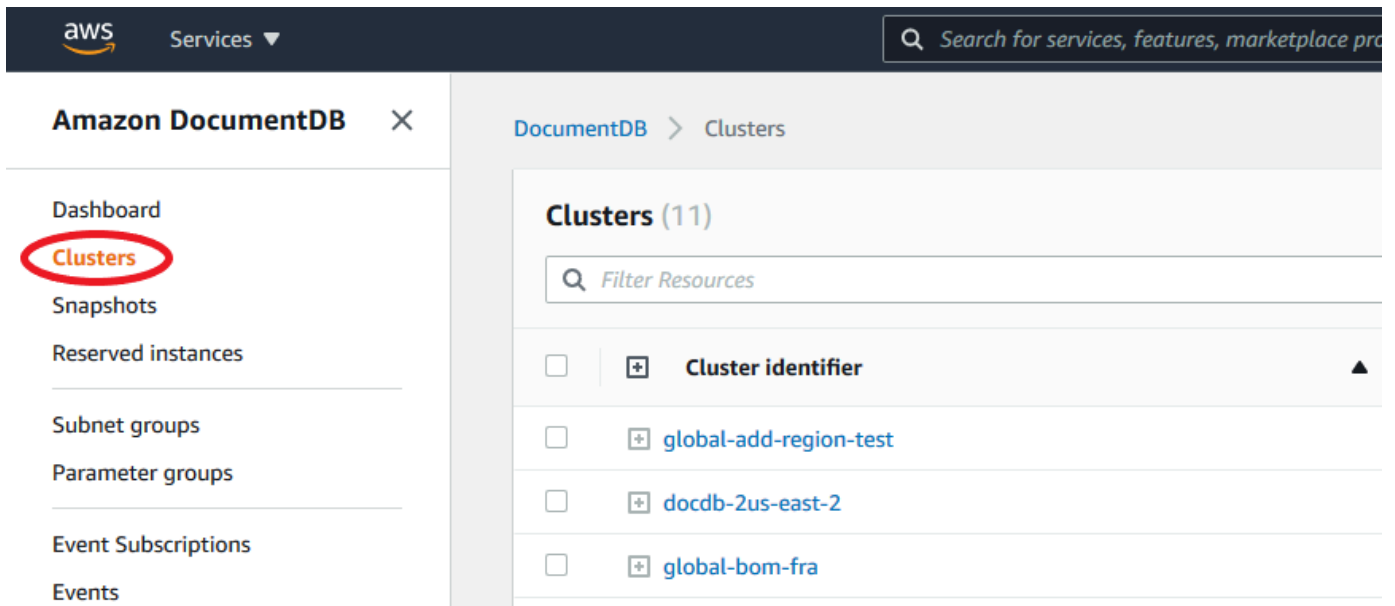 aws Services ▼ Search for services, features, marketplace pro
Amazon DocumentDB
DocumentDB > Clusters
Dashboard
Clusters
Snapshots
Reserved instances
Subnet groups
Parameter groups
Event Subscriptions
Events
Clusters (11)
Filter Resources
Cluster identifier
global-add-region-test
docdb-2us-east-2
global-bom-fra